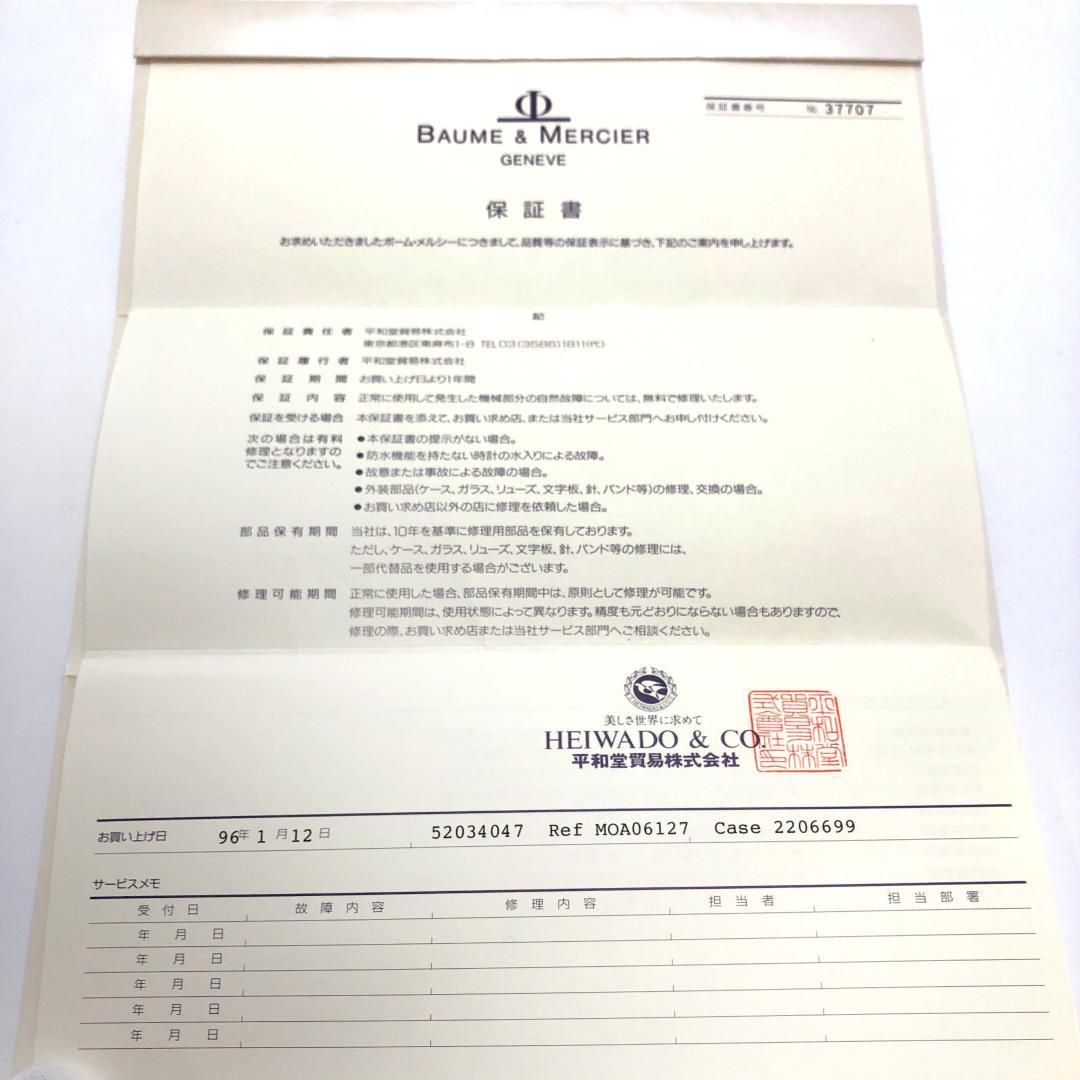 保証書番号 № 37707
BAUME & MERCIER
GENEVE
保証書
お求めいただきましたボーム・メルシーにつきまして、品質等の保証表示に基づき、下記のご案内を申し上げます。
記
保証責任者 平和堂貿易株式会社
東京都港区東麻布1-8 TEL03(3586)1811(代)
保証履行者 平和堂貿易株式会社
保証期間 お買い上げ日より1年間
保証内容 正常に使用して発生した機械部分の自然故障については、無料で修理いたします。
保証を受ける場合 本保証書を添えて、お買い求め店、または当社サービス部門へお申し付けください。
次の場合は有料 ●本保証書の提示がない場合。
修理となりますの ●防水機能を持たない時計の水入りによる故障。
でご注意ください。 ●故意または事故による故障の場合。
●外装部品(ケース、ガラス、リューズ、文字板、針、バンド等)の修理、交換の場合。
●お買い求め店以外の店に修理を依頼した場合。
部品保有期間 当社は、10年を基準に修理用部品を保有しております。
ただし、ケース、ガラス、リューズ、文字板、針、バンド等の修理には、
一部代替品を使用する場合がございます。
修理可能期間 正常に使用した場合、部品保有期間中は、原則として修理が可能です。
修理可能期間は、使用状態によって異なります。精度も元どおりにならない場合もありますので、
修理の際、お買い求め店または当社サービス部門へご相談ください。
HEIWADO & CO.
美しさ世界に求めて
HEIWADO & CO.
平和堂貿易株式会社
平和堂
貿易株
式會社印
お買い上げ日 96年 1月12日 52034047 Ref MOA06127 Case 2206699
サービスメモ
受付日 故障内容 修理内容 担当者 担当部署
年 月 日
年 月 日
年 月 日
年 月 日
年 月 日